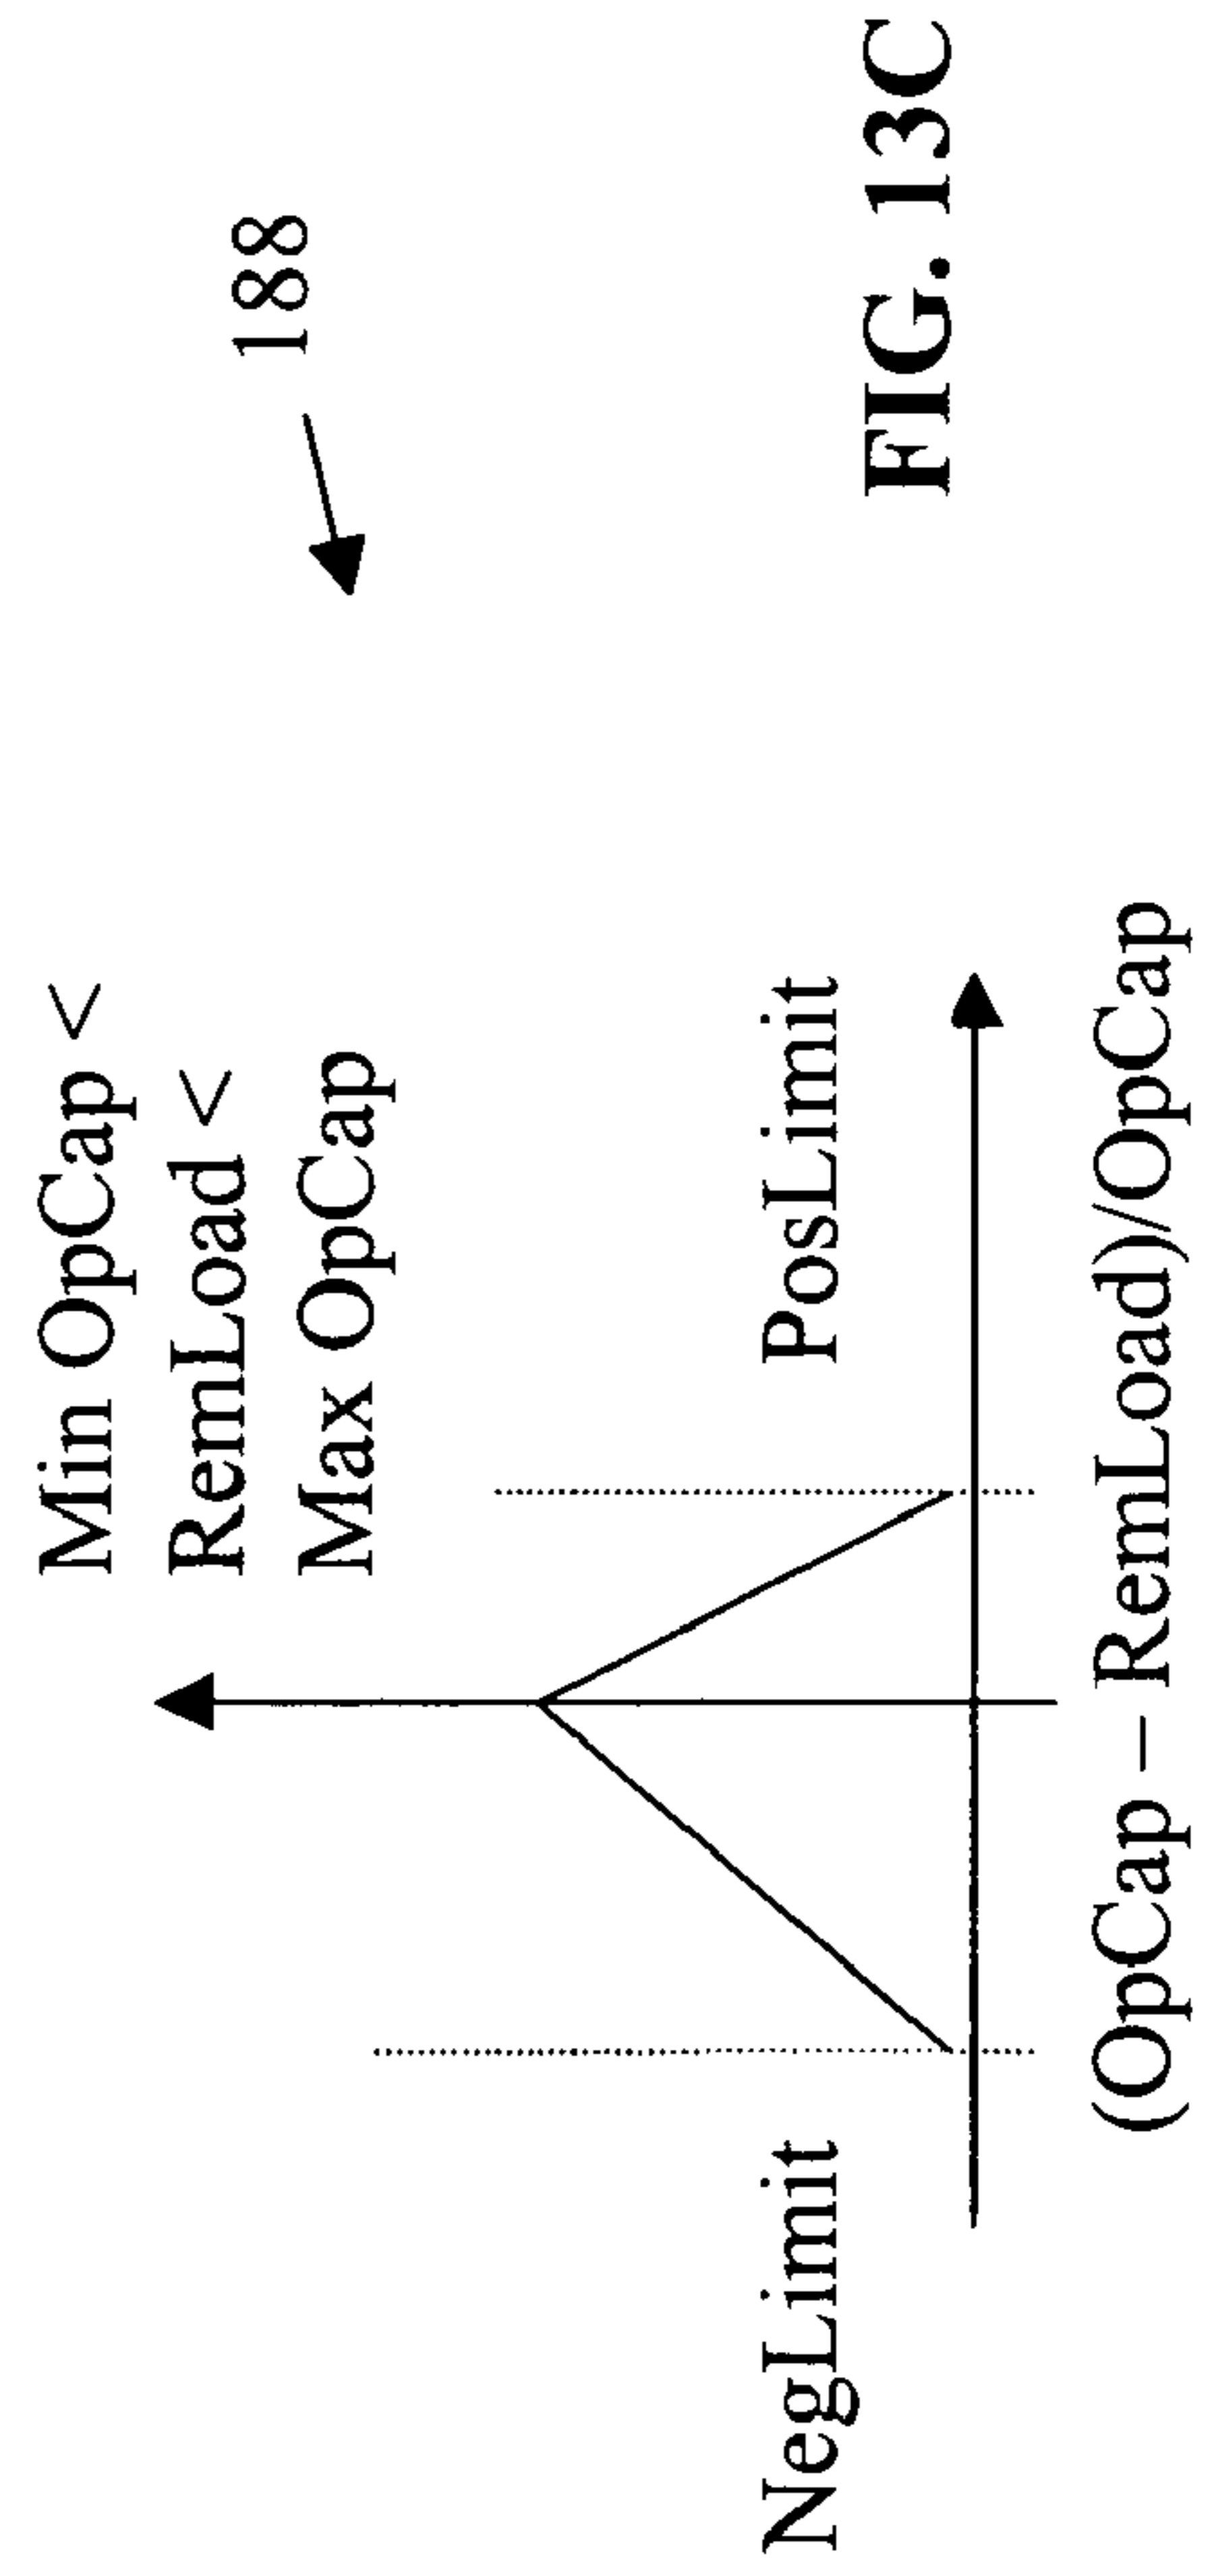 Min OpCap <
RemLoad <
Max OpCap
188
NegLimit
PosLimit
(OpCap – RemLoad)/OpCap
FIG. 13C